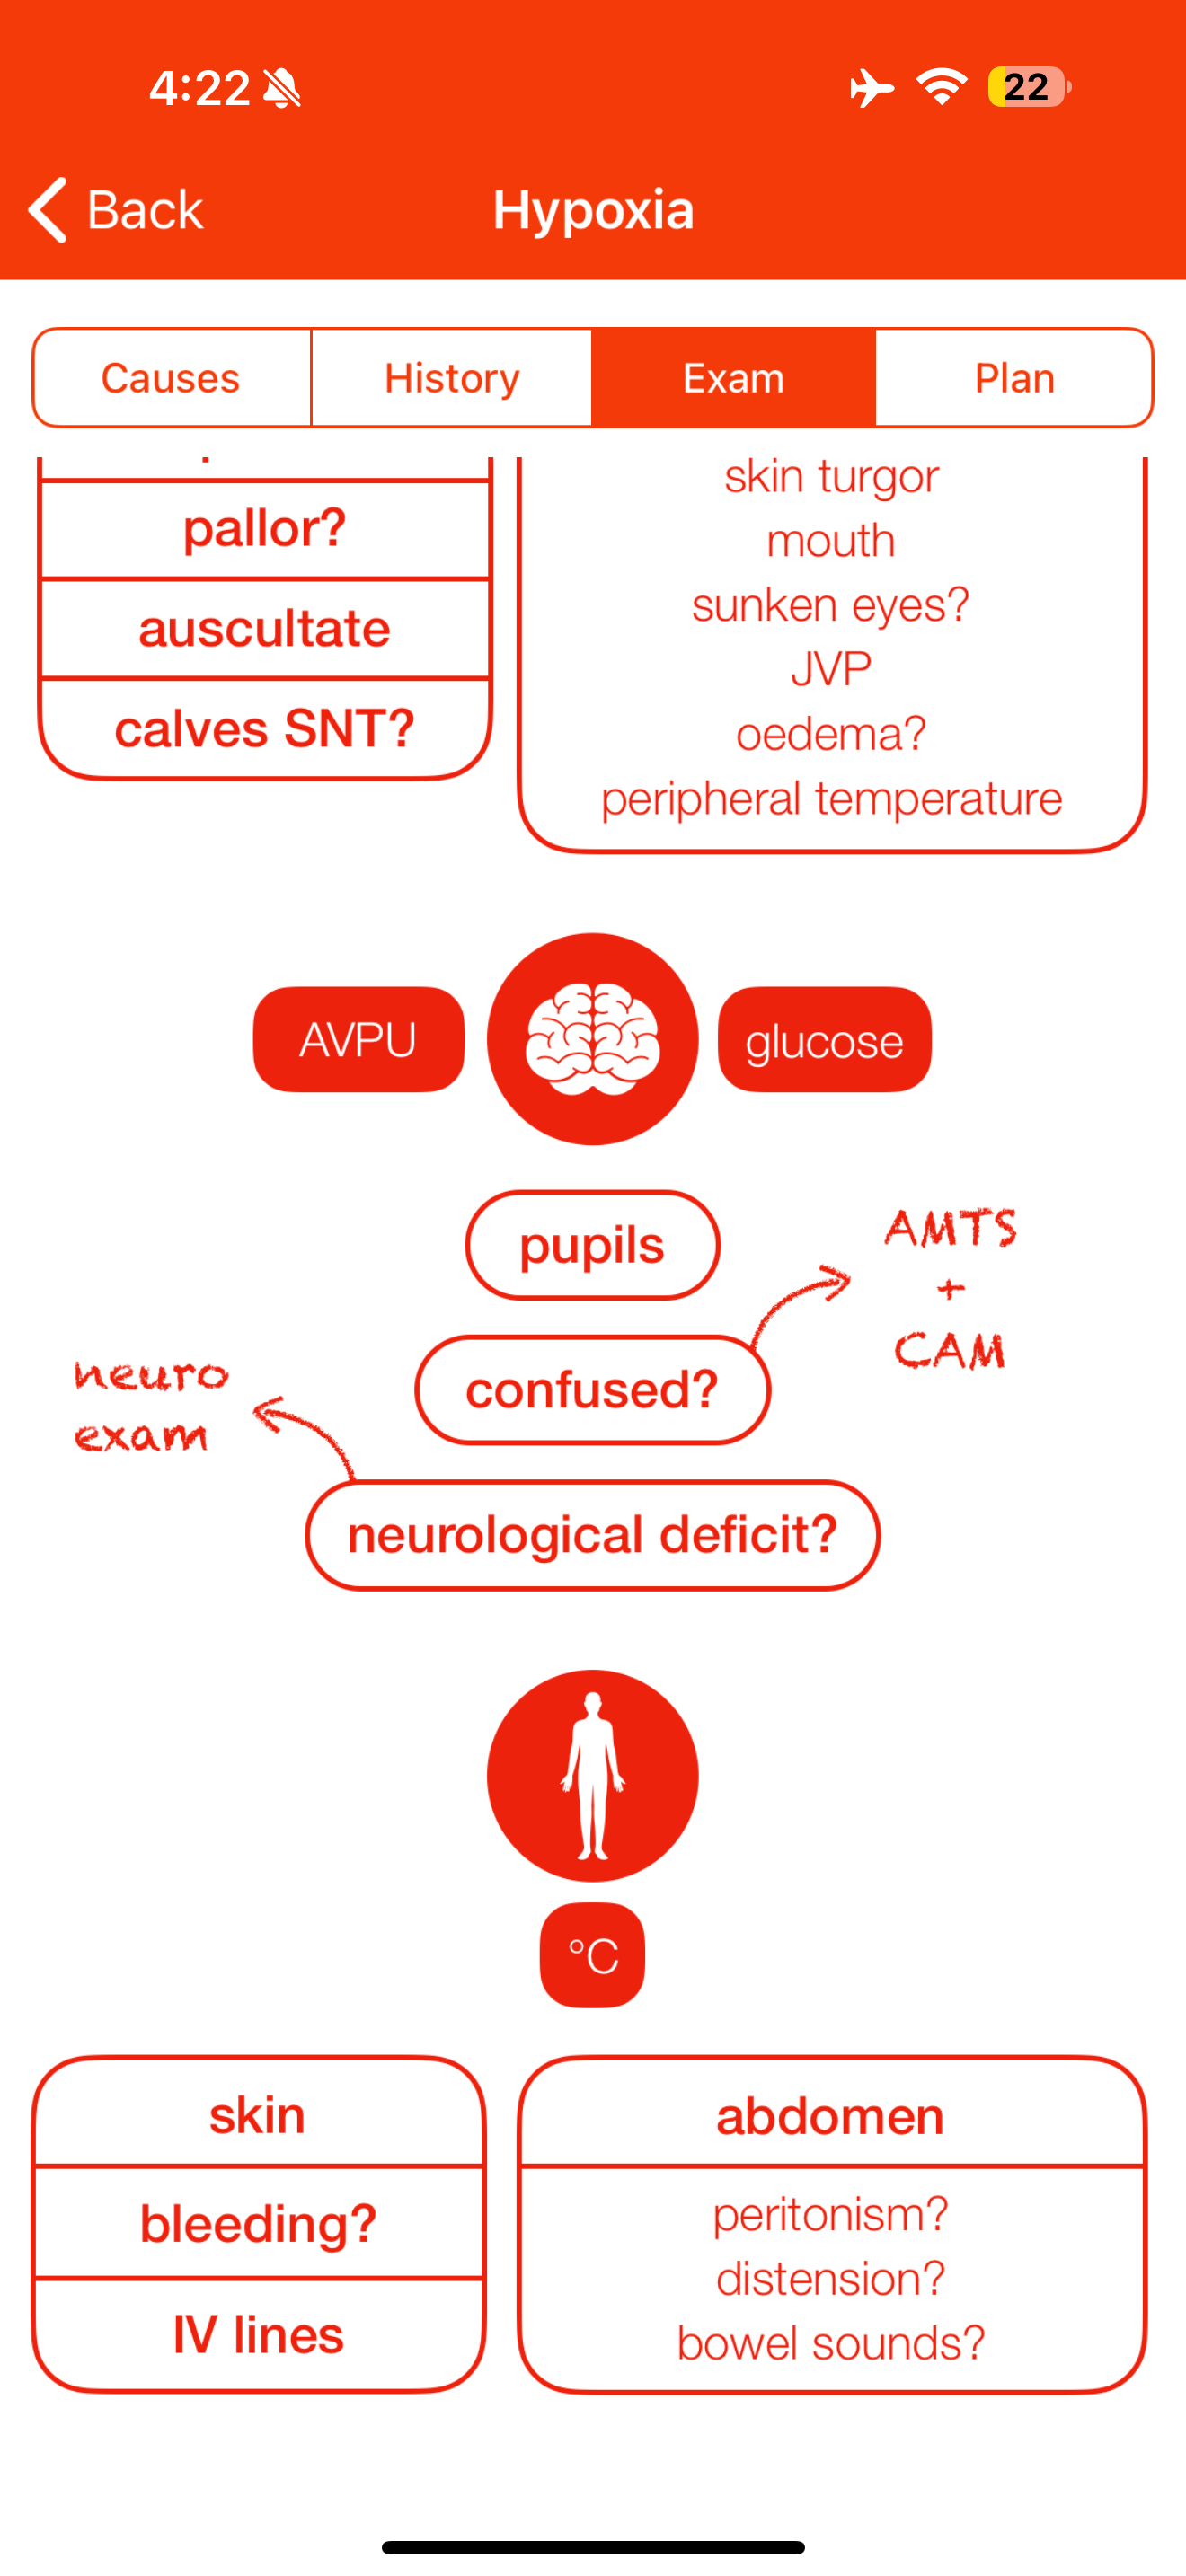 4:22
22
Back
Hypoxia
Causes
History
Exam
Plan
pallor?
auscultate
calves SNT?
skin turgor
mouth
sunken eyes?
JVP
oedema?
peripheral temperature
AVPU
glucose
pupils
AMTS
+
CAM
confused?
neuro
exam
neurological deficit?
°C
skin
bleeding?
IV lines
abdomen
peritonism?
distension?
bowel sounds?